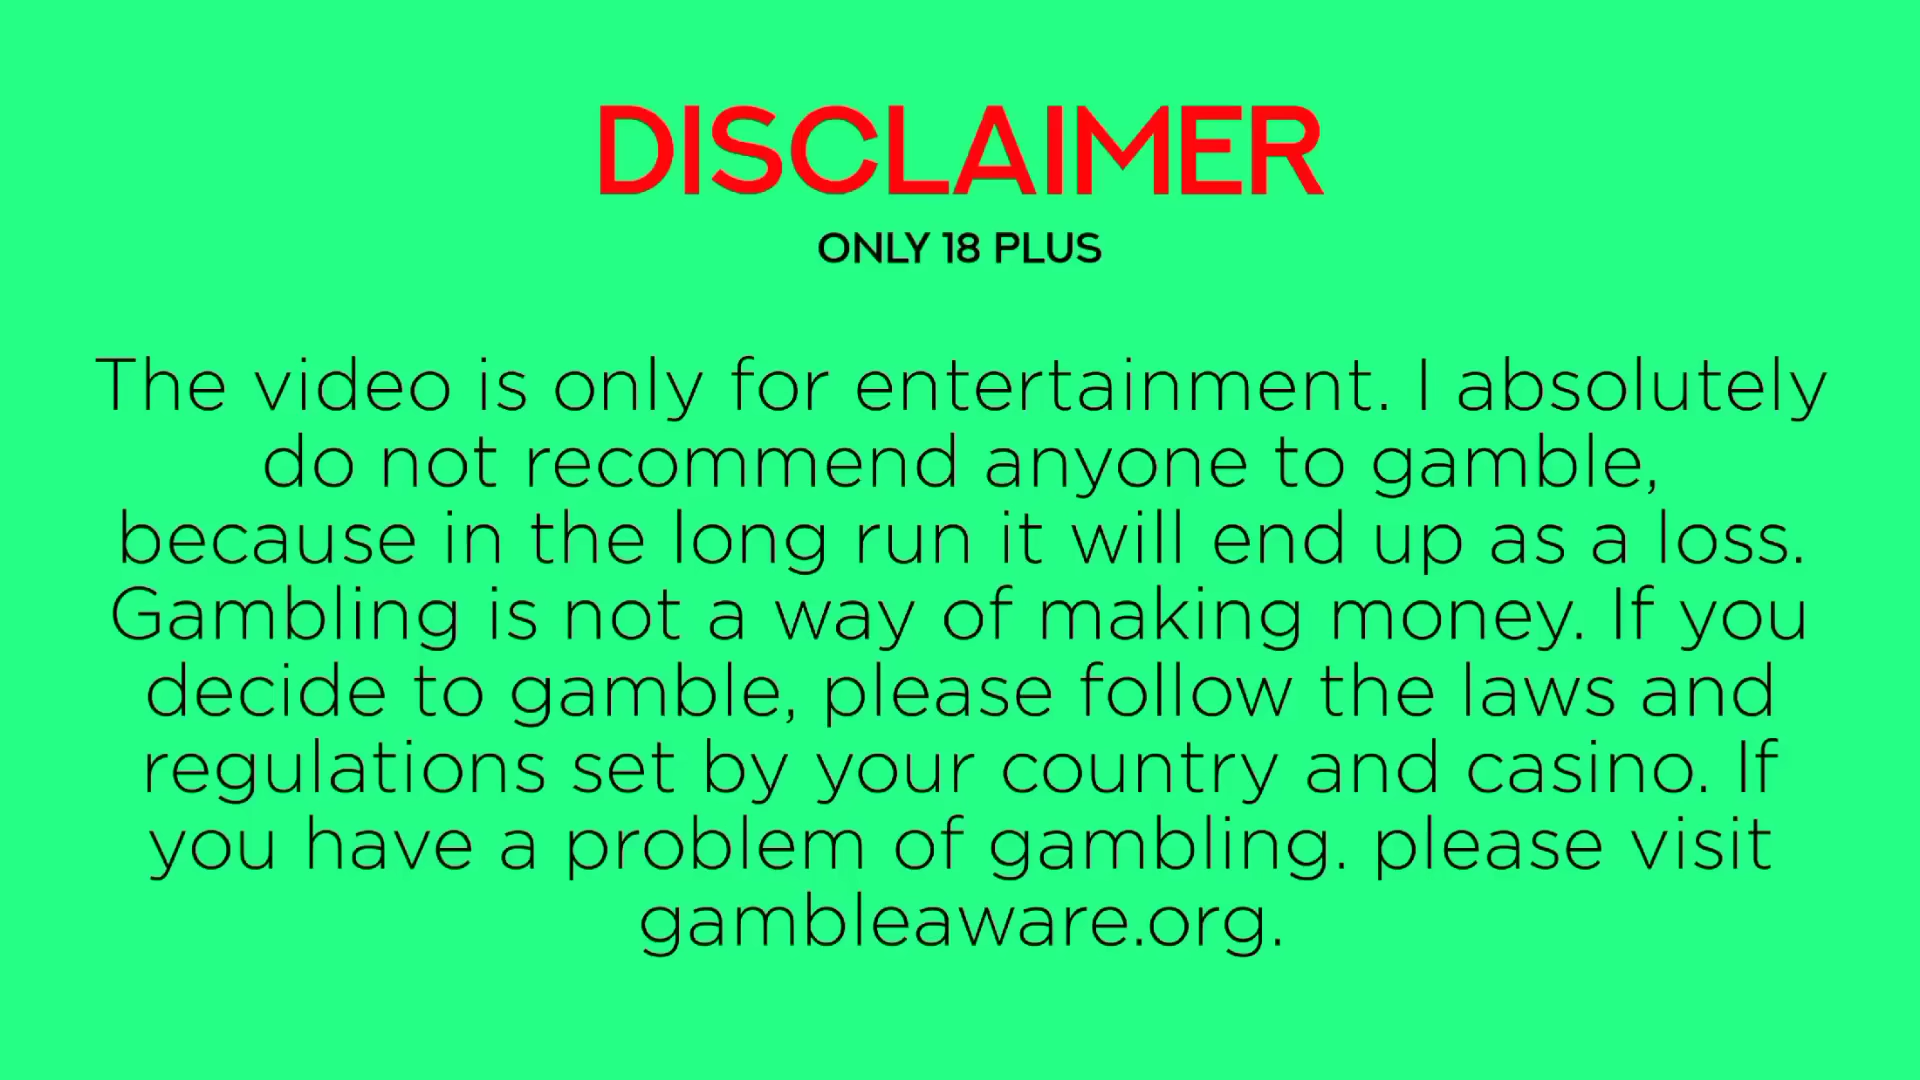 DISCLAIMER
ONLY 18 PLUS
The video is only for entertainment. I absolutely
do not recommend anyone to gamble,
because in the long run it will end up as a loss.
Gambling is not a way of making money. If you
decide to gamble, please follow the laws and
regulations set by your country and casino. If
you have a problem of gambling. please visit
gambleaware.org.